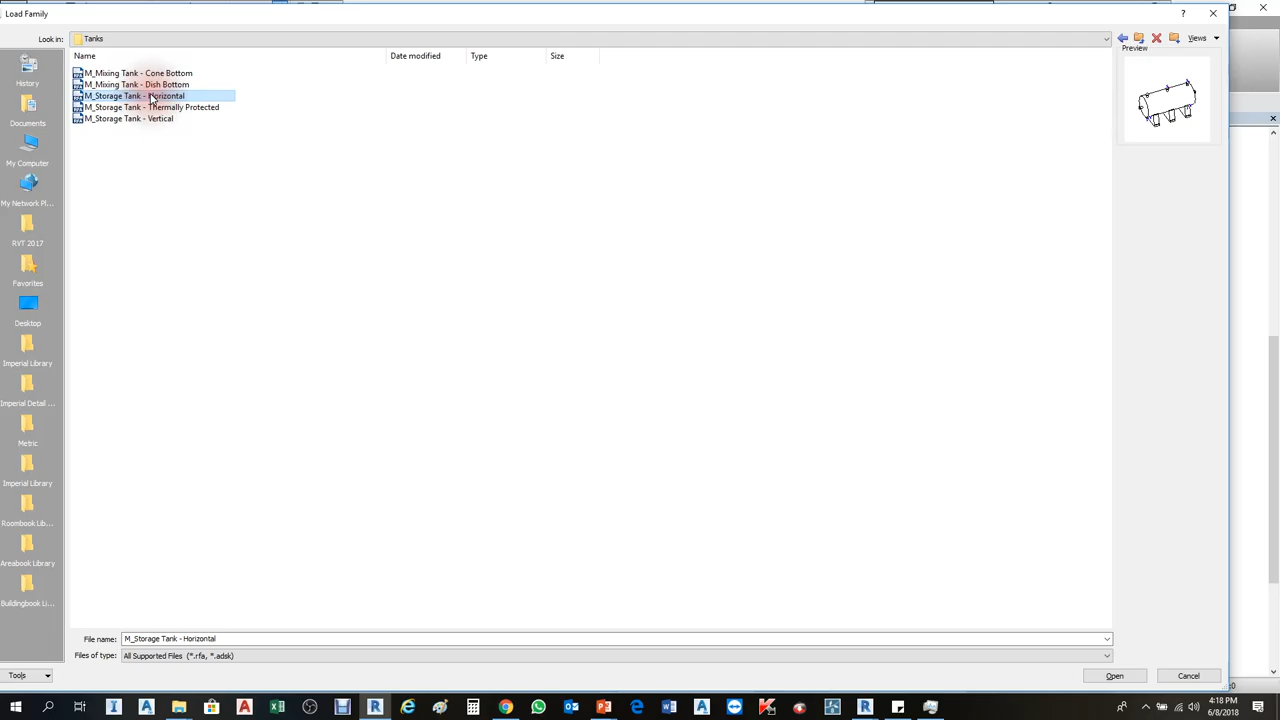 Load Family
?
Look in:
Tanks
Views
Name
Date modified
Type
Size
Preview
M_Mixing Tank - Cone Bottom
M_Mixing Tank - Dish Bottom
M_Storage Tank - Horizontal
M_Storage Tank - Thermally Protected
M_Storage Tank - Vertical
History
Documents
My Computer
My Network Pl...
RVT 2017
Favorites
Desktop
Imperial Library
Imperial Detail ...
Metric
Imperial Library
Roombook Lib...
Areabook Library
Buildingbook Li...
File name:
M_Storage Tank - Horizontal
Files of type:
All Supported Files (*.rfa, *.adsk)
Tools
Open
Cancel
:0
4:18 PM
6/8/2018